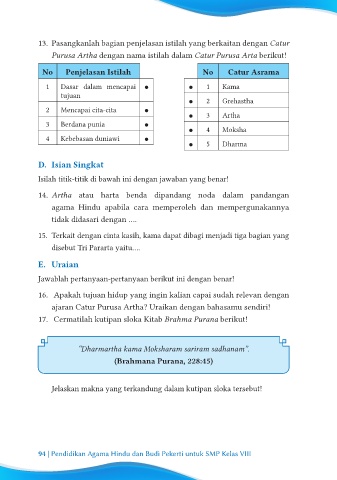 13. Pasangkanlah bagian penjelasan istilah yang berkaitan dengan Catur
Purusa Artha dengan nama istilah dalam Catur Purusa Arta berikut!
No Penjelasan Istilah
1 Dasar dalam mencapai ●
tujuan
2 Mencapai cita-cita ●
3 Berdana punia ●
4 Kebebasan duniawi ●
No Catur Asrama
● 1 Kama
● 2 Grehastha
● 3 Artha
● 4 Moksha
● 5 Dharma
D. Isian Singkat
Isilah titik-titik di bawah ini dengan jawaban yang benar!
14. Artha atau harta benda dipandang noda dalam pandangan
agama Hindu apabila cara memperoleh dan mempergunakannya
tidak didasari dengan ....
15. Terkait dengan cinta kasih, kama dapat dibagi menjadi tiga bagian yang
disebut Tri Pararta yaitu....
E. Uraian
Jawablah pertanyaan-pertanyaan berikut ini dengan benar!
16. Apakah tujuan hidup yang ingin kalian capai sudah relevan dengan
ajaran Catur Purusa Artha? Uraikan dengan bahasamu sendiri!
17. Cermatilah kutipan sloka Kitab Brahma Purana berikut!
"Dharmartha kama Moksharam sariram sadhanam".
(Brahmana Purana, 228:45)
Jelaskan makna yang terkandung dalam kutipan sloka tersebut!
94 | Pendidikan Agama Hindu dan Budi Pekerti untuk SMP Kelas VIII